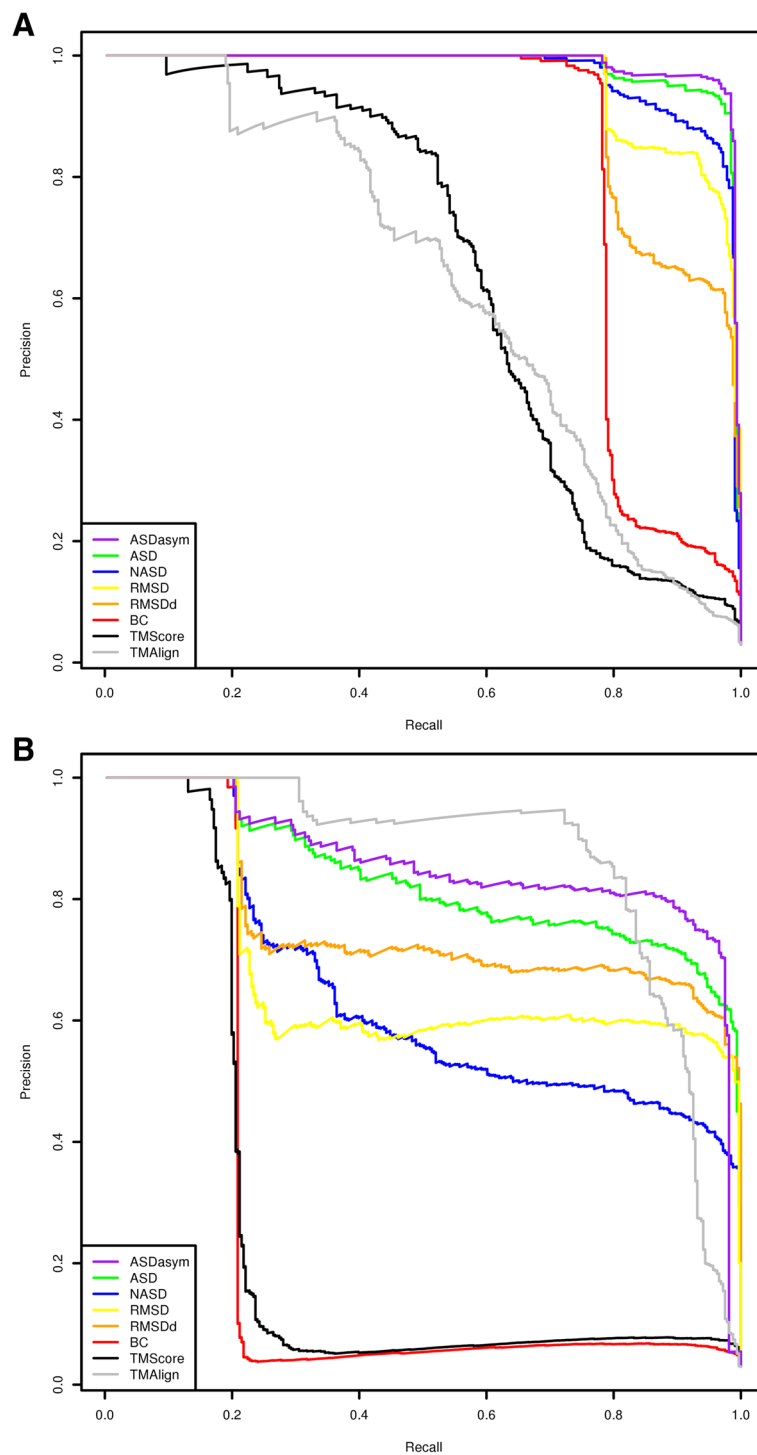 A
1.0
0.8
0.6
0.4
0.2
0.0
Precision
ASDasym
ASD
NASD
RMSD
RMSDd
BC
TMScore
TMAlign
0.0 0.2 0.4 0.6 0.8 1.0
Recall
B
1.0
0.8
0.6
0.4
0.2
0.0
Precision
ASDasym
ASD
NASD
RMSD
RMSDd
BC
TMScore
TMAlign
0.0 0.2 0.4 0.6 0.8 1.0
Recall